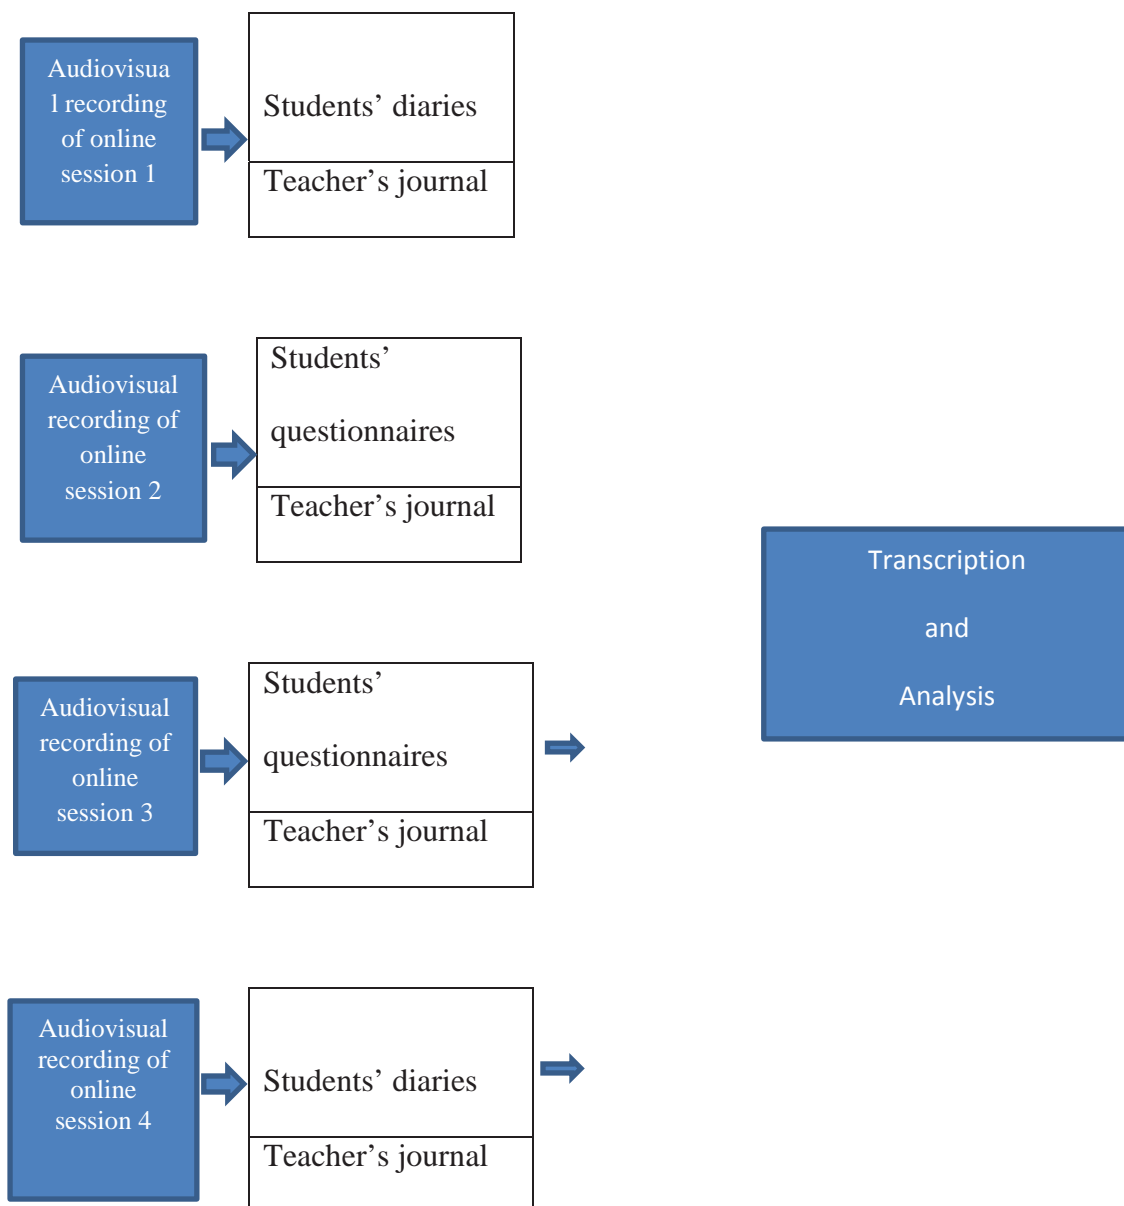 Audiovisua
l recording
of online
session 1
Students’ diaries
Teacher’s journal
Audiovisual
recording of
online
session 2
Students’
questionnaires
Teacher’s journal
Transcription
and
Analysis
Audiovisual
recording of
online
session 3
Students’
questionnaires
Teacher’s journal
Audiovisual
recording of
online
session 4
Students’ diaries
Teacher’s journal